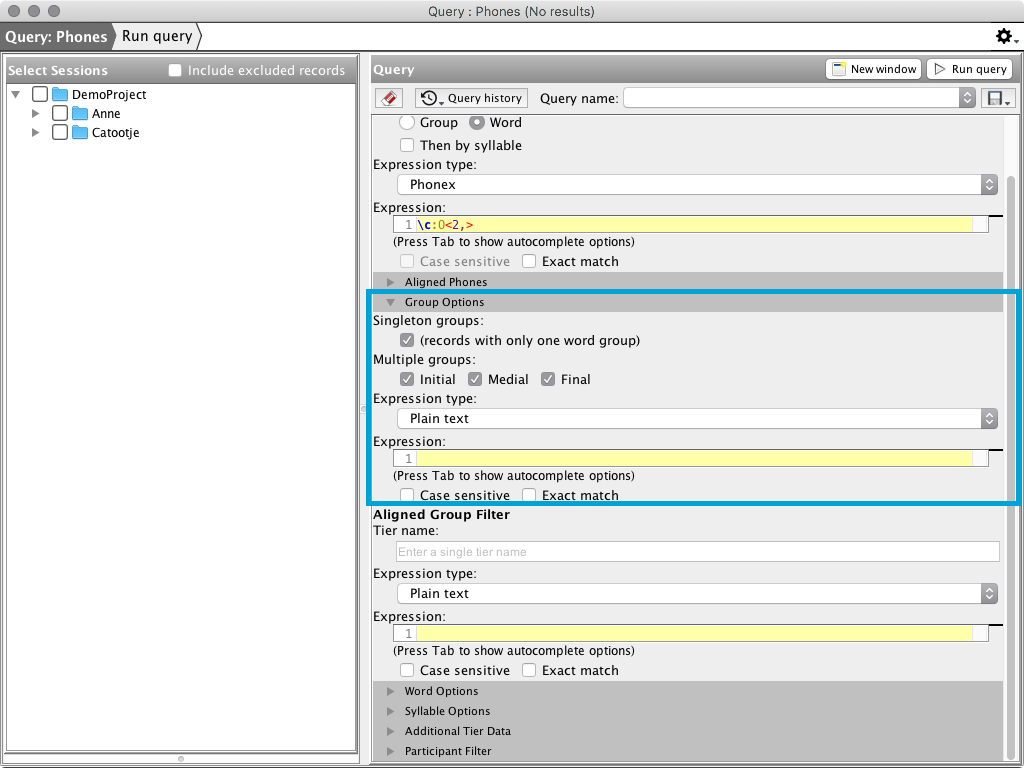 Query : Phones (No results)
Query: Phones Run query
Select Sessions Include excluded records
DemoProject
Anne
Catootje
Query New window Run query
Query history Query name:
Group Word
Then by syllable
Expression type:
Phonex
Expression:
1 \c:O<2,>
(Press Tab to show autocomplete options)
Case sensitive Exact match
Aligned Phones
Group Options
Singleton groups:
(records with only one word group)
Multiple groups:
Initial Medial Final
Expression type:
Plain text
Expression:
1
(Press Tab to show autocomplete options)
Case sensitive Exact match
Aligned Group Filter
Tier name:
Enter a single tier name
Expression type:
Plain text
Expression:
1
(Press Tab to show autocomplete options)
Case sensitive Exact match
Word Options
Syllable Options
Additional Tier Data
Participant Filter